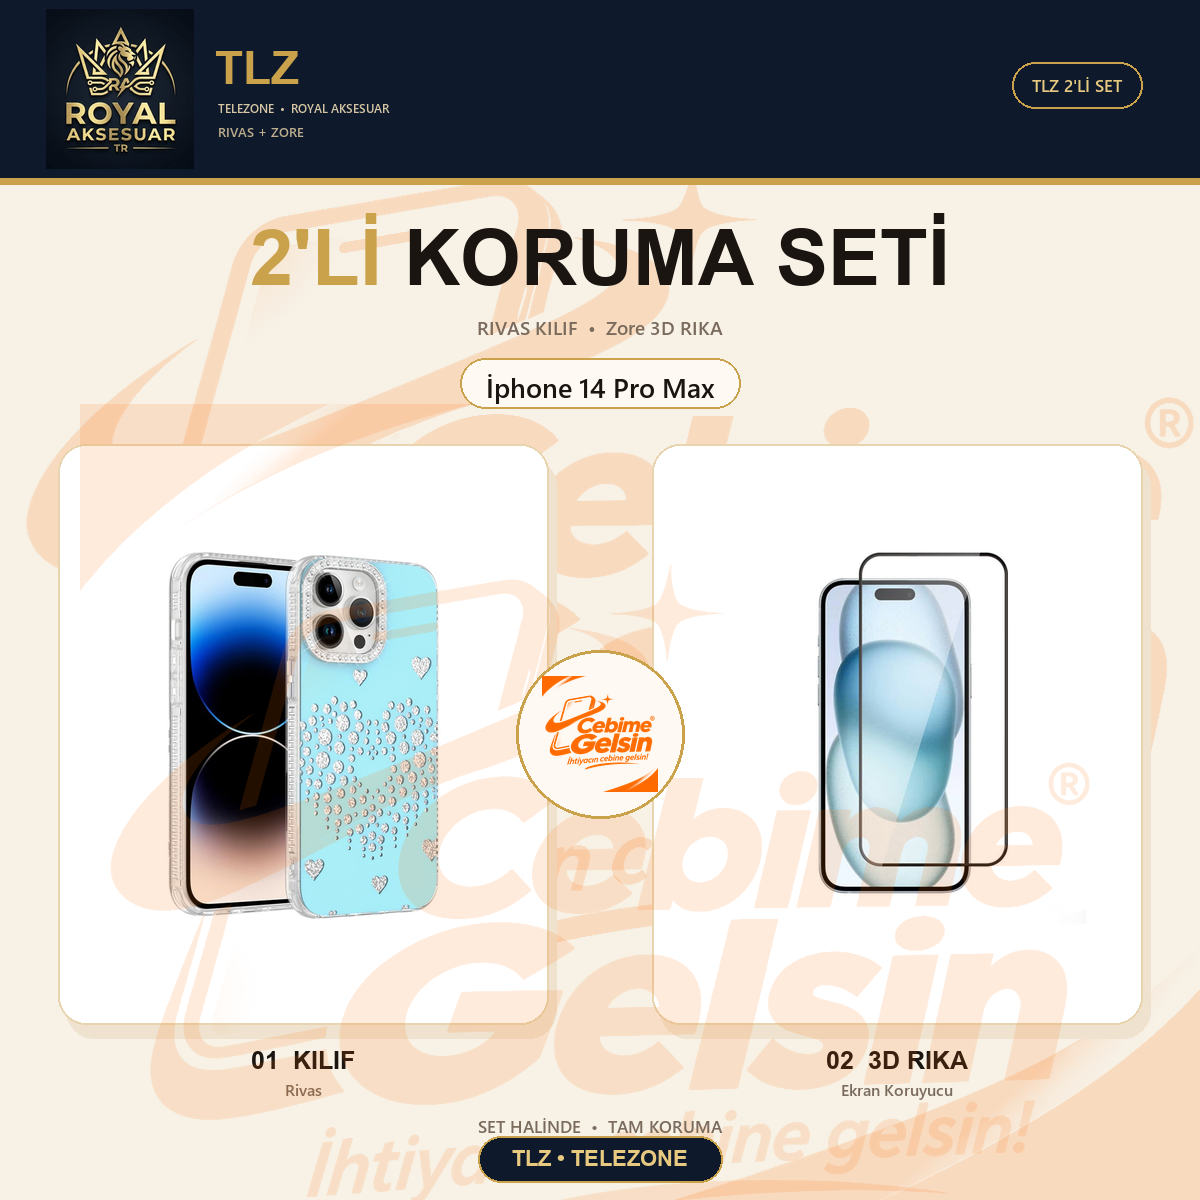 ROYAL
AKSESUAR
TR
TLZ
TELEZONE • ROYAL AKSESUAR
RIVAS + ZORE
TLZ 2'Lİ SET
2'Lİ KORUMA SETİ
RIVAS KILIF • Zore 3D RIKA
İphone 14 Pro Max
Cebime®
Gelsin
İhtiyacın cebine gelsin!
Cebime®
Gelsin
01 KILIF
Rivas
02 3D RIKA
Ekran Koruyucu
SET HALİNDE • TAM KORUMA
TLZ • TELEZONE